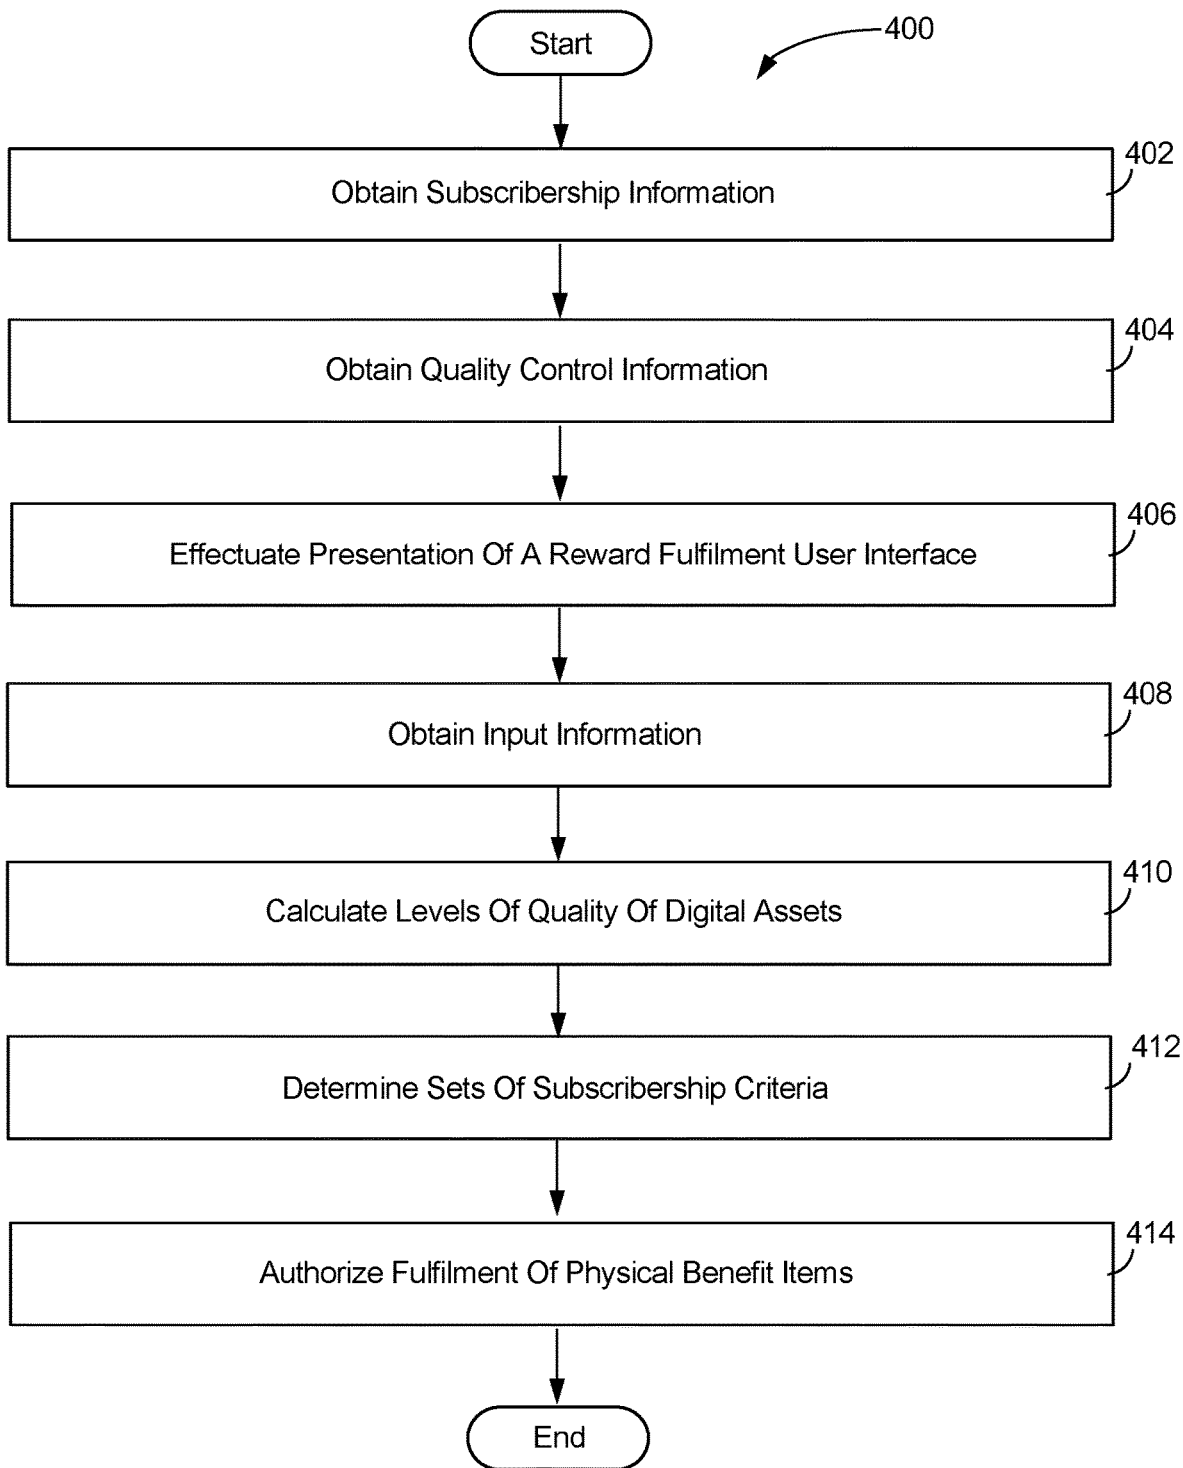 Start
400
402
Obtain Subscribership Information
404
Obtain Quality Control Information
406
Effectuate Presentation Of A Reward Fulfilment User Interface
408
Obtain Input Information
410
Calculate Levels Of Quality Of Digital Assets
412
Determine Sets Of Subscribership Criteria
414
Authorize Fulfilment Of Physical Benefit Items
End